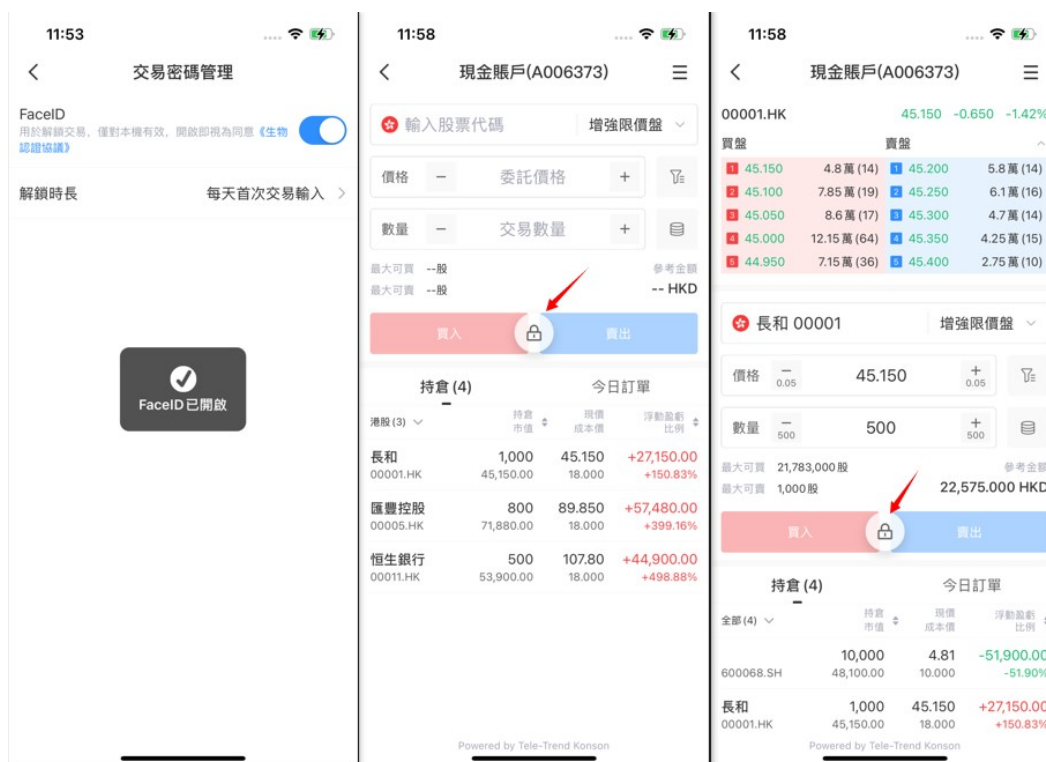 11:53
交易密碼管理
FaceID
用於解鎖交易，僅對本機有效，開啟即視為同意《生物
認證協議》
解鎖時長 每天首次交易輸入
FaceID已開啟
11:58
現金賬戶(A006373)
輸入股票代碼 增強限價盤
價格 − 委託價格 +
數量 − 交易數量 +
最大可買 --股 參考金額
最大可賣 --股 -- HKD
買入 賣出
持倉(4) 今日訂單
港股(3) 持倉 現價 浮動盈虧
市值 成本價 比例
長和 1,000 45.150 +27,150.00
00001.HK 45,150.00 18.000 +150.83%
匯豐控股 800 89.850 +57,480.00
00005.HK 71,880.00 18.000 +399.16%
恒生銀行 500 107.80 +44,900.00
00011.HK 53,900.00 18.000 +498.88%
Powered by Tele-Trend Konson
11:58
現金賬戶(A006373)
00001.HK 45.150 -0.650 -1.42%
買盤 賣盤
1 45.150 4.8萬(14) 1 45.200 5.8萬(14)
2 45.100 7.85萬(19) 2 45.250 6.1萬(16)
3 45.050 8.6萬(17) 3 45.300 4.7萬(14)
4 45.000 12.15萬(64) 4 45.350 4.25萬(15)
5 44.950 7.15萬(36) 5 45.400 2.75萬(10)
長和 00001 增強限價盤
價格 − 0.05 45.150 + 0.05
數量 − 500 500 + 500
最大可買 21,783,000股 參考金額
最大可賣 1,000股 22,575.000 HKD
買入 賣出
持倉(4) 今日訂單
全部(4) 持倉 現價 浮動盈虧
市值 成本價 比例
10,000 4.81 -51,900.00
600068.SH 48,100.00 10.000 -51.90%
長和 1,000 45.150 +27,150.00
00001.HK 45,150.00 18.000 +150.83%
Powered by Tele-Trend Konson